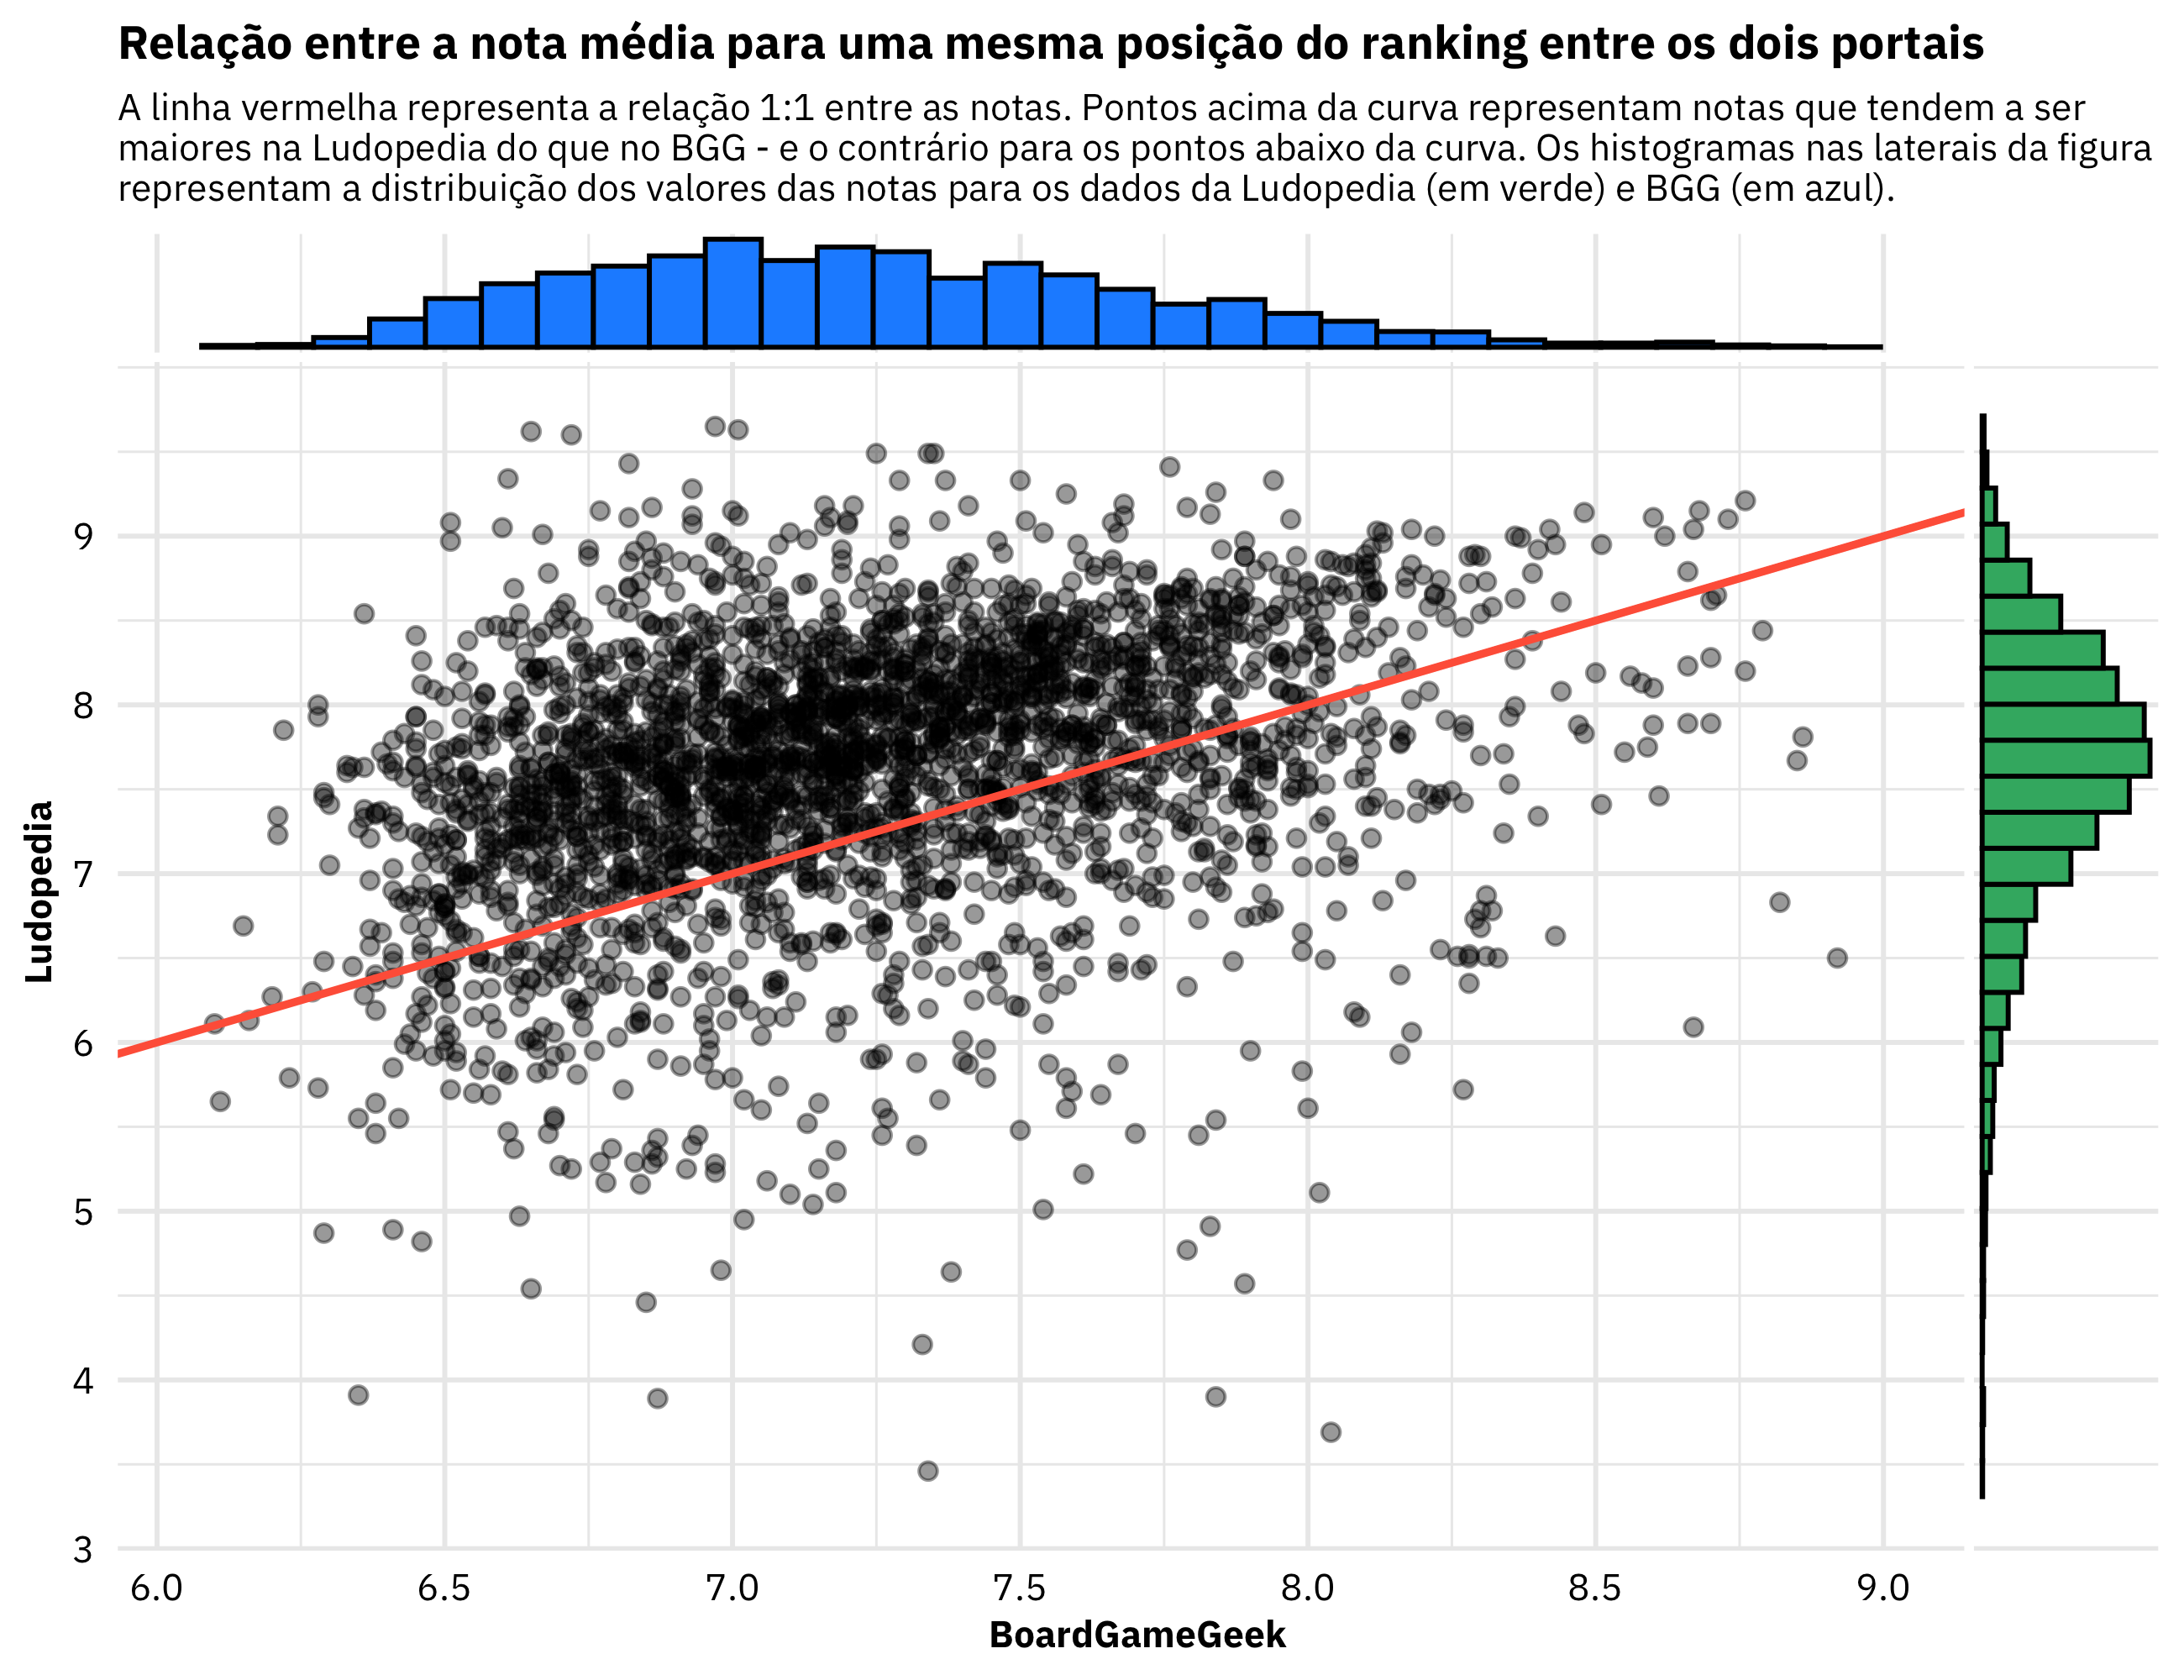 Relação entre a nota média para uma mesma posição do ranking entre os dois portais
A linha vermelha representa a relação 1:1 entre as notas. Pontos acima da curva representam notas que tendem a ser
maiores na Ludopedia do que no BGG - e o contrário para os pontos abaixo da curva. Os histogramas nas laterais da figura
representam a distribuição dos valores das notas para os dados da Ludopedia (em verde) e BGG (em azul).
9
8
7
6
5
4
3
Ludopedia
6.0 6.5 7.0 7.5 8.0 8.5 9.0
BoardGameGeek